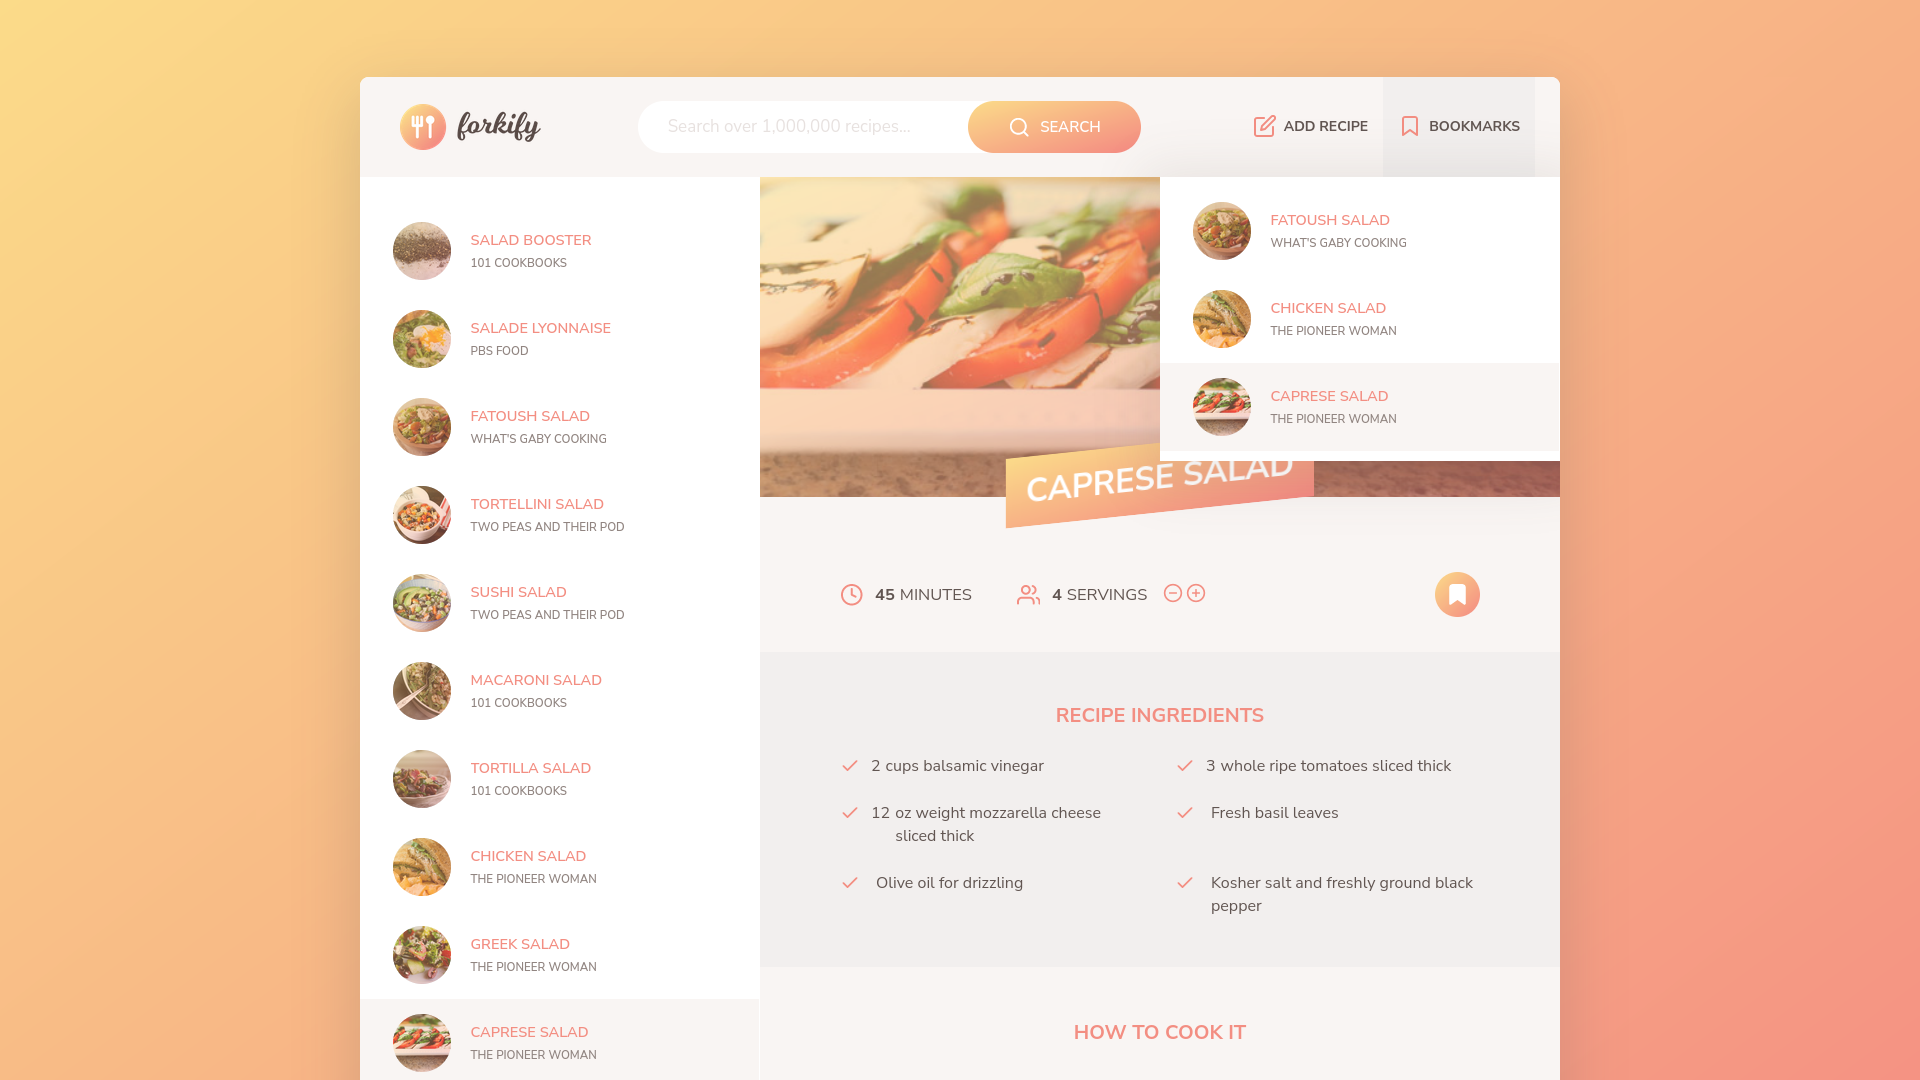 forkify
Search over 1,000,000 recipes...
SEARCH
ADD RECIPE
BOOKMARKS
SALAD BOOSTER
101 COOKBOOKS
SALADE LYONNAISE
PBS FOOD
FATOUSH SALAD
WHAT'S GABY COOKING
TORTELLINI SALAD
TWO PEAS AND THEIR POD
SUSHI SALAD
TWO PEAS AND THEIR POD
MACARONI SALAD
101 COOKBOOKS
TORTILLA SALAD
101 COOKBOOKS
CHICKEN SALAD
THE PIONEER WOMAN
GREEK SALAD
THE PIONEER WOMAN
CAPRESE SALAD
THE PIONEER WOMAN
FATOUSH SALAD
WHAT'S GABY COOKING
CHICKEN SALAD
THE PIONEER WOMAN
CAPRESE SALAD
THE PIONEER WOMAN
CAPRESE SALAD
45 MINUTES
4 SERVINGS
RECIPE INGREDIENTS
2 cups balsamic vinegar
3 whole ripe tomatoes sliced thick
12 oz weight mozzarella cheese
sliced thick
Fresh basil leaves
Olive oil for drizzling
Kosher salt and freshly ground black
pepper
HOW TO COOK IT